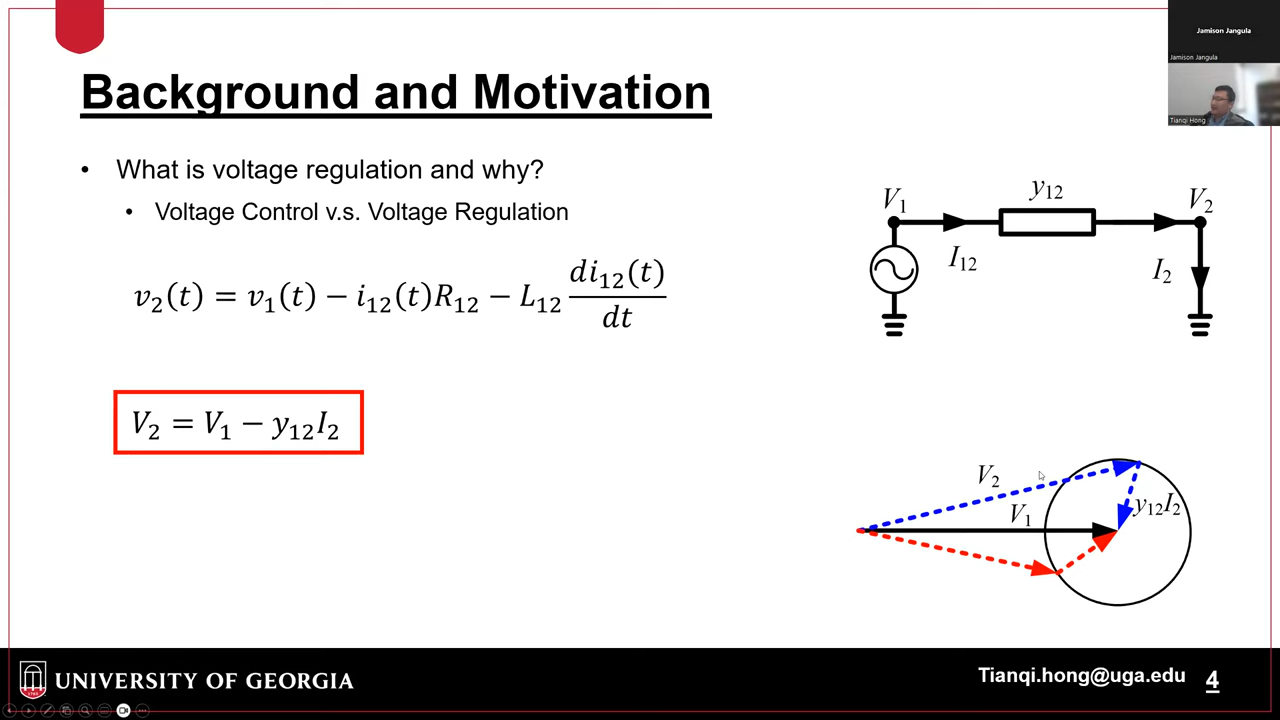 Jamison Jangula
Jamison Jangula
Tianqi Hong
Background and Motivation
• What is voltage regulation and why?
• Voltage Control v.s. Voltage Regulation
v₂(t) = v₁(t) − i₁₂(t)R₁₂ − L₁₂ di₁₂(t)/dt
V₂ = V₁ − y₁₂I₂
V₁
y₁₂
V₂
I₁₂
I₂
V₂
V₁
y₁₂I₂
UNIVERSITY OF GEORGIA
Tianqi.hong@uga.edu
4